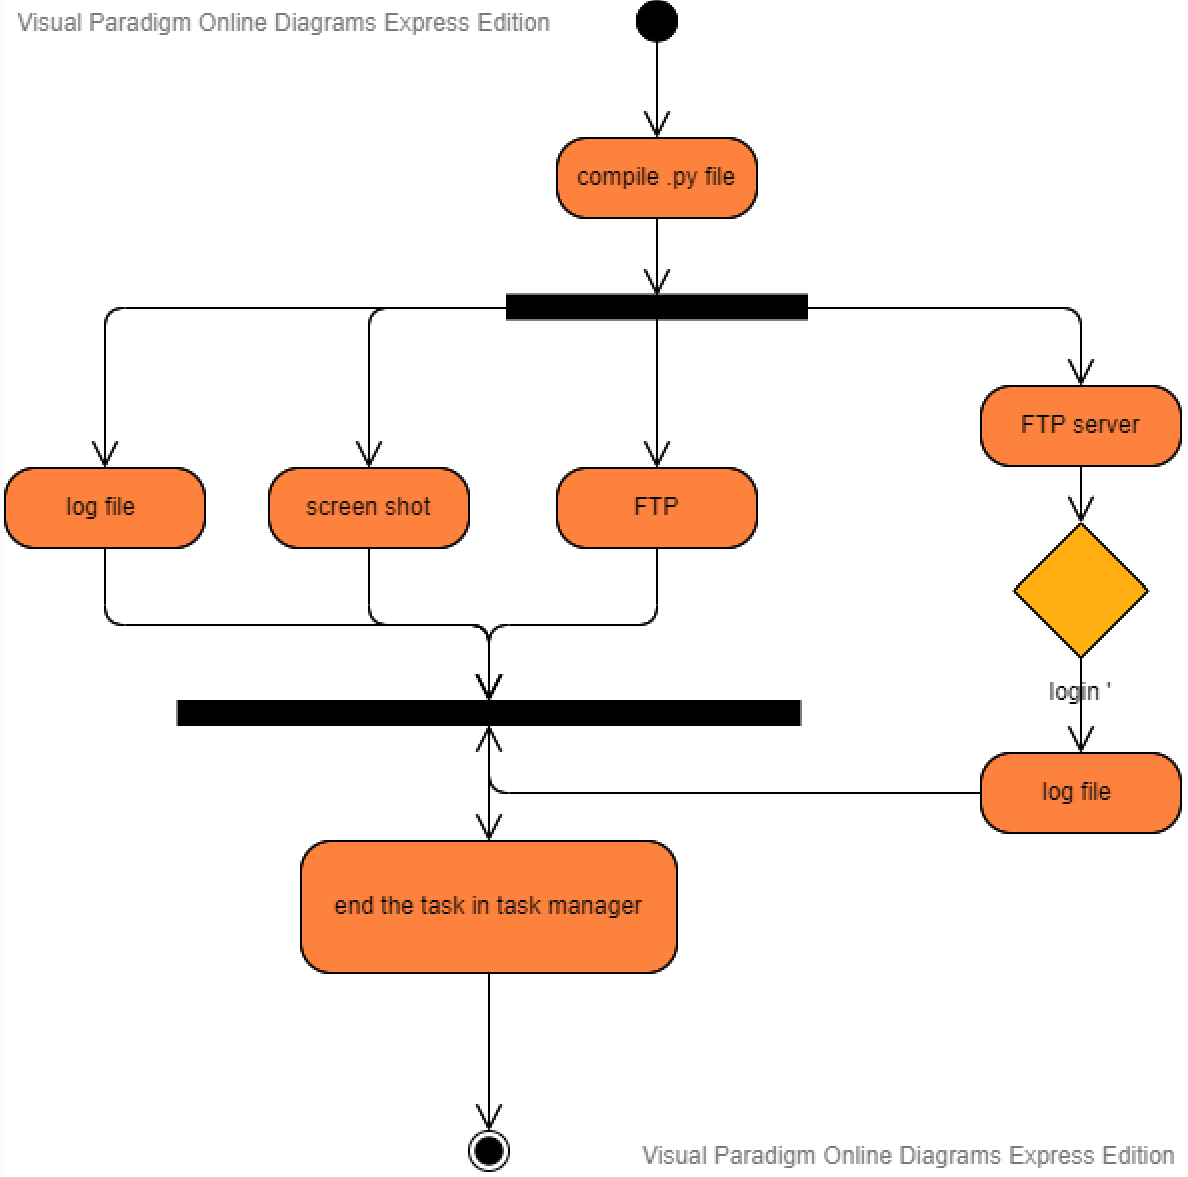 Visual Paradigm Online Diagrams Express Edition
compile .py file
FTP server
log file
screen shot
FTP
login '
log file
end the task in task manager
Visual Paradigm Online Diagrams Express Edition